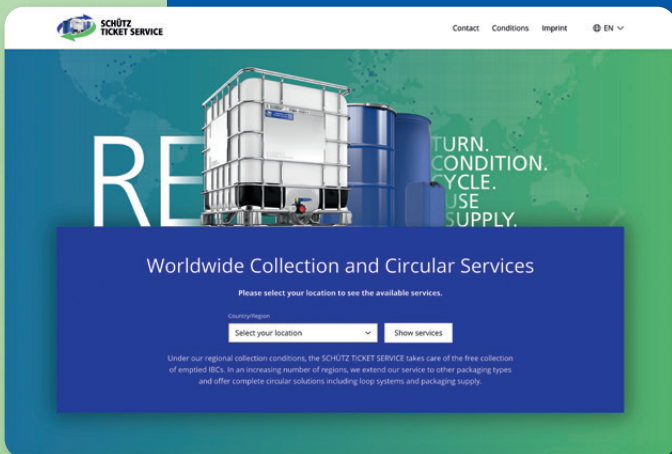 SCHÜTZ
TICKET SERVICE
Contact Conditions Imprint EN
RE
TURN.
CONDITION.
CYCLE.
USE
SUPPLY.
Worldwide Collection and Circular Services
Please select your location to see the available services.
Country/Region
Select your location
Show services
Under our regional collection conditions, the SCHÜTZ TICKET SERVICE takes care of the free collection
of emptied IBCs. In an increasing number of regions, we extend our service to other packaging types
and offer complete circular solutions including loop systems and packaging supply.